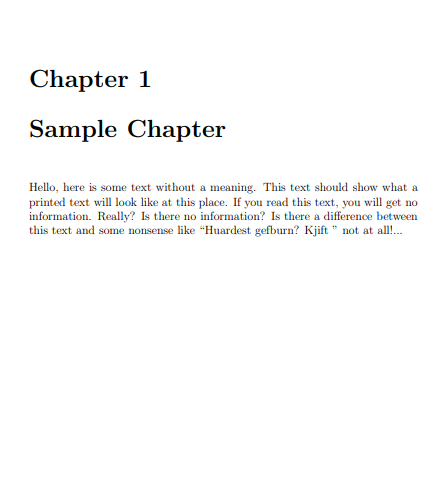 Chapter 1
Sample Chapter
Hello, here is some text without a meaning. This text should show what a
printed text will look like at this place. If you read this text, you will get no
information. Really? Is there no information? Is there a difference between
this text and some nonsense like “Huardest gefburn? Kjift ” not at all!...